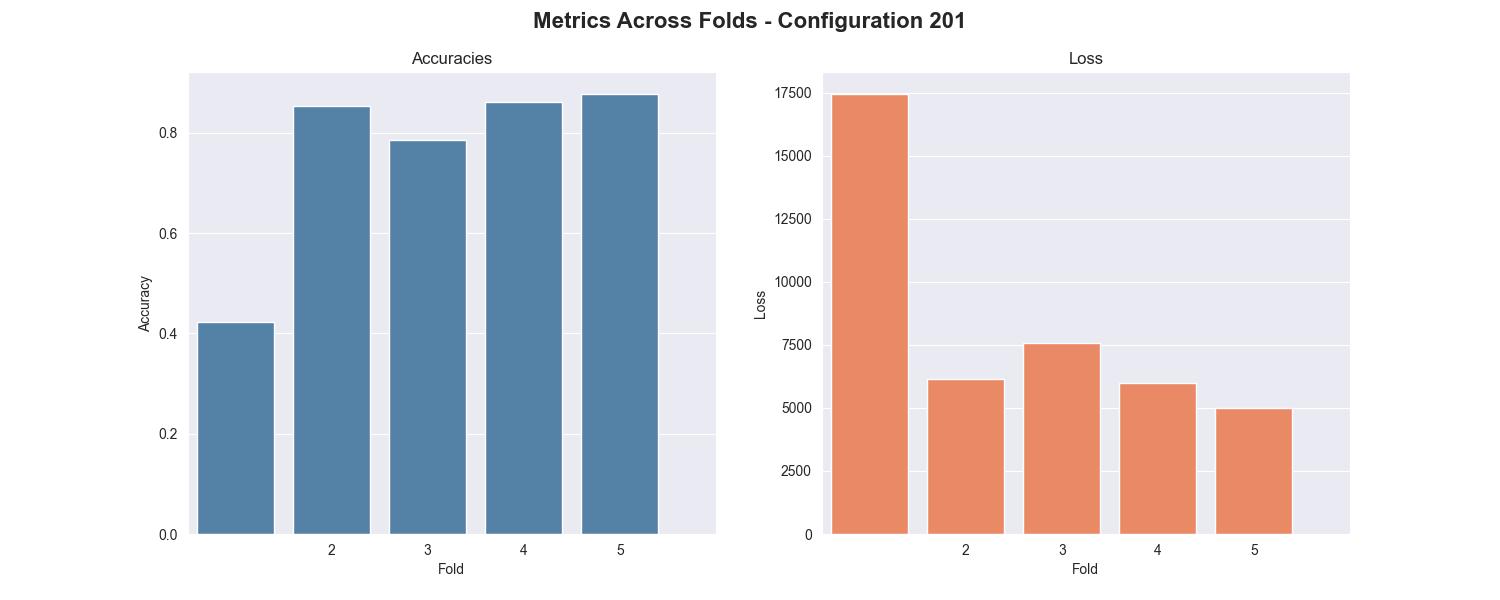 Metrics Across Folds - Configuration 201
Accuracies
Accuracy
0.8
0.6
0.4
0.2
0.0
2 3 4 5
Fold
Loss
Loss
17500
15000
12500
10000
7500
5000
2500
0
2 3 4 5
Fold